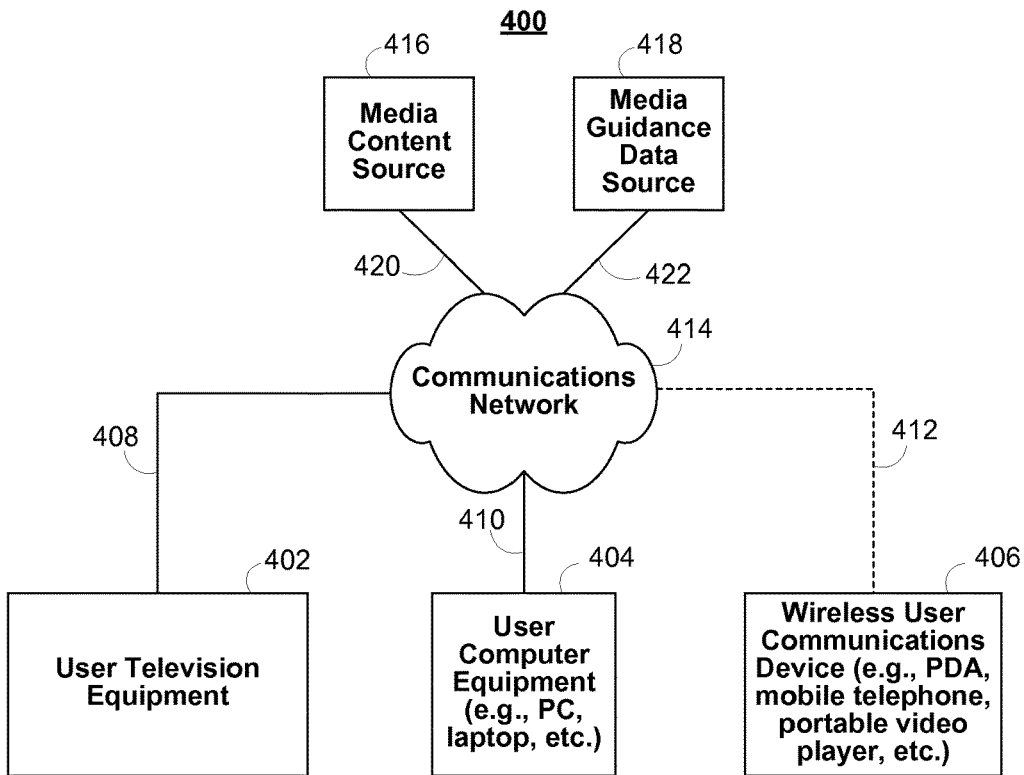 400
416
418
Media
Content
Source
Media
Guidance
Data
Source
420
422
414
Communications
Network
408
412
410
402
404
406
User Television
Equipment
User
Computer
Equipment
(e.g., PC,
laptop, etc.)
Wireless User
Communications
Device (e.g., PDA,
mobile telephone,
portable video
player, etc.)